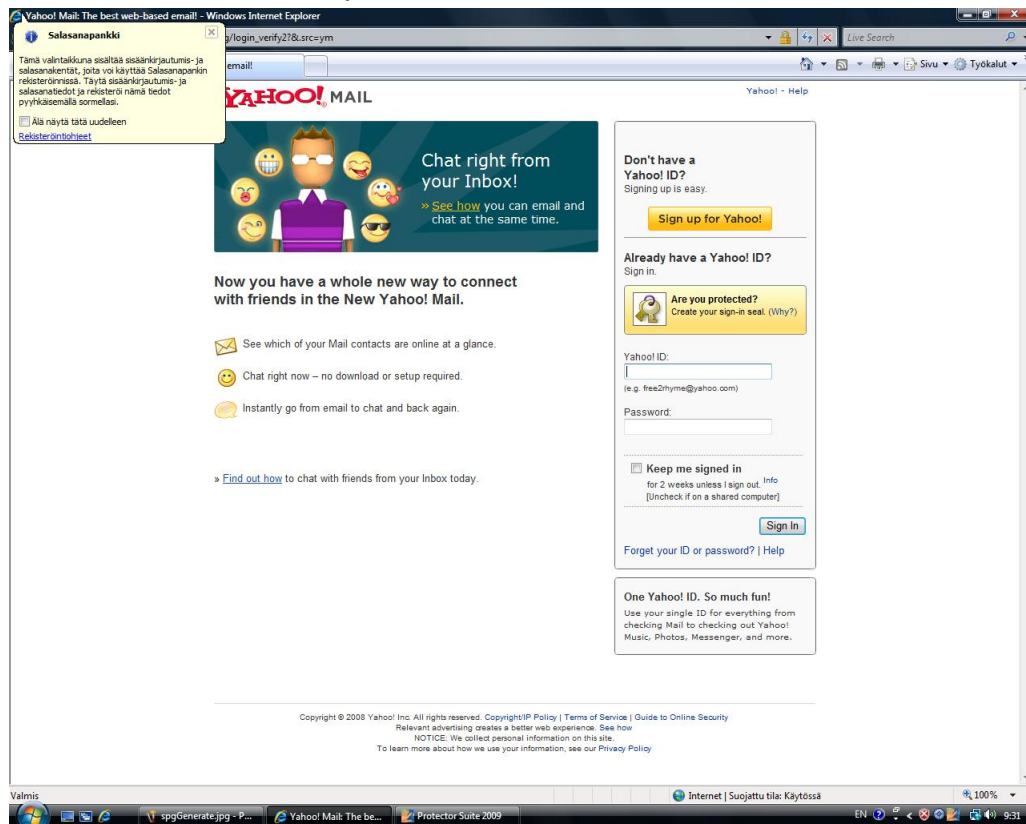 Yahoo! Mail: The best web-based email! - Windows Internet Explorer
Salasanapankki
g/login_verify2?&.src=ym
Live Search
Tämä valintaikkuna sisältää sisäänkirjautumis- ja
salasanakentät, joita voi käyttää Salasanapankin
rekisteröinnissä. Täytä sisäänkirjautumis- ja
salasanatiedot ja rekisteröi nämä tiedot
pyyhkäisemällä sormellasi.
Älä näytä tätä uudelleen
Rekisteröintiohjeet
email!
Sivu
Työkalut
YAHOO! MAIL
Yahoo! - Help
Chat right from
your Inbox!
» See how you can email and
chat at the same time.
Now you have a whole new way to connect
with friends in the New Yahoo! Mail.
See which of your Mail contacts are online at a glance.
Chat right now – no download or setup required.
Instantly go from email to chat and back again.
» Find out how to chat with friends from your Inbox today.
Don't have a
Yahoo! ID?
Signing up is easy.
Sign up for Yahoo!
Already have a Yahoo! ID?
Sign in.
Are you protected?
Create your sign-in seal. (Why?)
Yahoo! ID:
(e.g. free2rhyme@yahoo.com)
Password:
Keep me signed in
for 2 weeks unless I sign out. Info
[Uncheck if on a shared computer]
Sign In
Forget your ID or password? | Help
One Yahoo! ID. So much fun!
Use your single ID for everything from
checking Mail to checking out Yahoo!
Music, Photos, Messenger, and more.
Copyright © 2008 Yahoo! Inc. All rights reserved. Copyright/IP Policy | Terms of Service | Guide to Online Security
Relevant advertising creates a better web experience. See how
NOTICE: We collect personal information on this site.
To learn more about how we use your information, see our Privacy Policy
Valmis
Internet | Suojattu tila: Käytössä
100%
spgGenerate.jpg - P...
Yahoo! Mail: The be...
Protector Suite 2009
EN
9:31